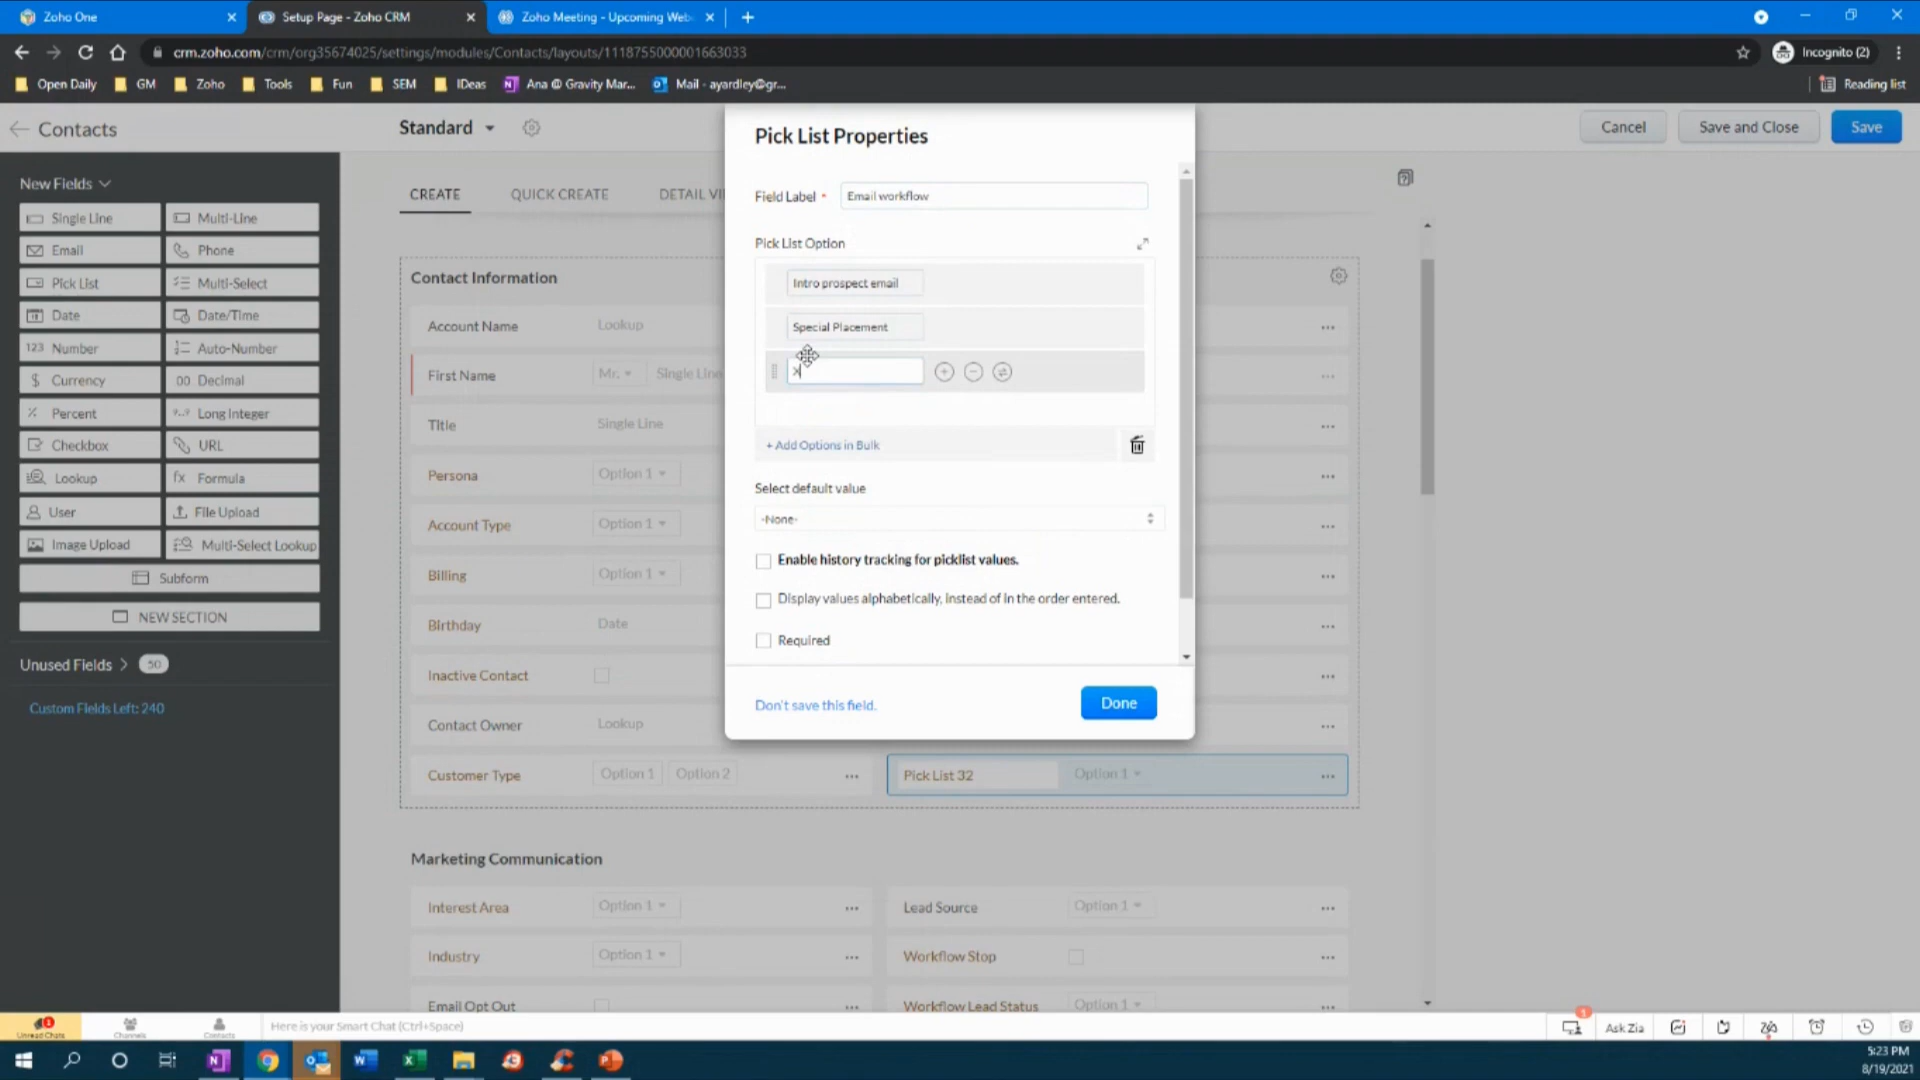 Zoho One
Setup Page - Zoho CRM
Zoho Meeting - Upcoming Web
crm.zoho.com/crm/org35674025/settings/modules/Contacts/layouts/1118755000001663033
Incognito (2)
Open Daily
GM
Zoho
Tools
Fun
SEM
IDeas
Ana @ Gravity Mar...
Mail - ayardley@gr...
Reading list
Contacts
Standard
Cancel
Save and Close
Save
New Fields
Single Line
Multi-Line
Email
Phone
Pick List
Multi-Select
Date
Date/Time
Number
Auto-Number
Currency
Decimal
Percent
Long Integer
Checkbox
URL
Lookup
Formula
User
File Upload
Image Upload
Multi-Select Lookup
Subform
NEW SECTION
Unused Fields
50
Custom Fields Left: 240
CREATE
QUICK CREATE
DETAIL VI
Contact Information
Account Name
Lookup
First Name
Mr.
Single Line
Title
Single Line
Persona
Option 1
Account Type
Option 1
Billing
Option 1
Birthday
Date
Inactive Contact
Contact Owner
Lookup
Customer Type
Option 1
Option 2
Pick List 32
Option 1
Marketing Communication
Interest Area
Option 1
Lead Source
Option 1
Industry
Option 1
Workflow Stop
Email Opt Out
Workflow Lead Status
Option 1
Pick List Properties
Field Label *
Email workflow
Pick List Option
Intro prospect email
Special Placement
+ Add Options in Bulk
Select default value
-None-
Enable history tracking for picklist values.
Display values alphabetically, instead of in the order entered.
Required
Don't save this field.
Done
Unread Chats
Channels
Contacts
Here is your Smart Chat (Ctrl+Space)
Ask Zia
5:23 PM
8/19/2021